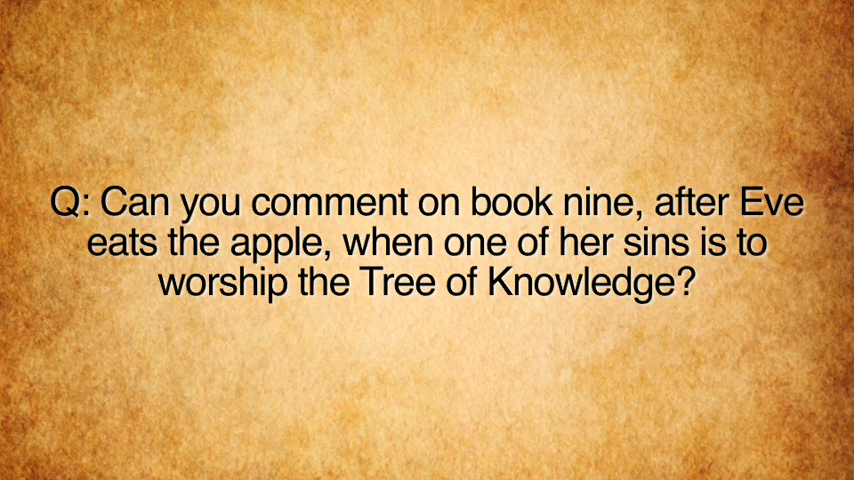 Q: Can you comment on book nine, after Eve
eats the apple, when one of her sins is to
worship the Tree of Knowledge?